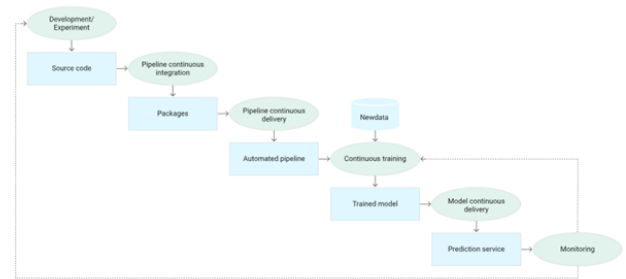 Development/
Experiment
Source code
Pipeline continuous
integration
Packages
Pipeline continuous
delivery
Newdata
Automated pipeline
Continuous training
Trained model
Model continuous
delivery
Prediction service
Monitoring